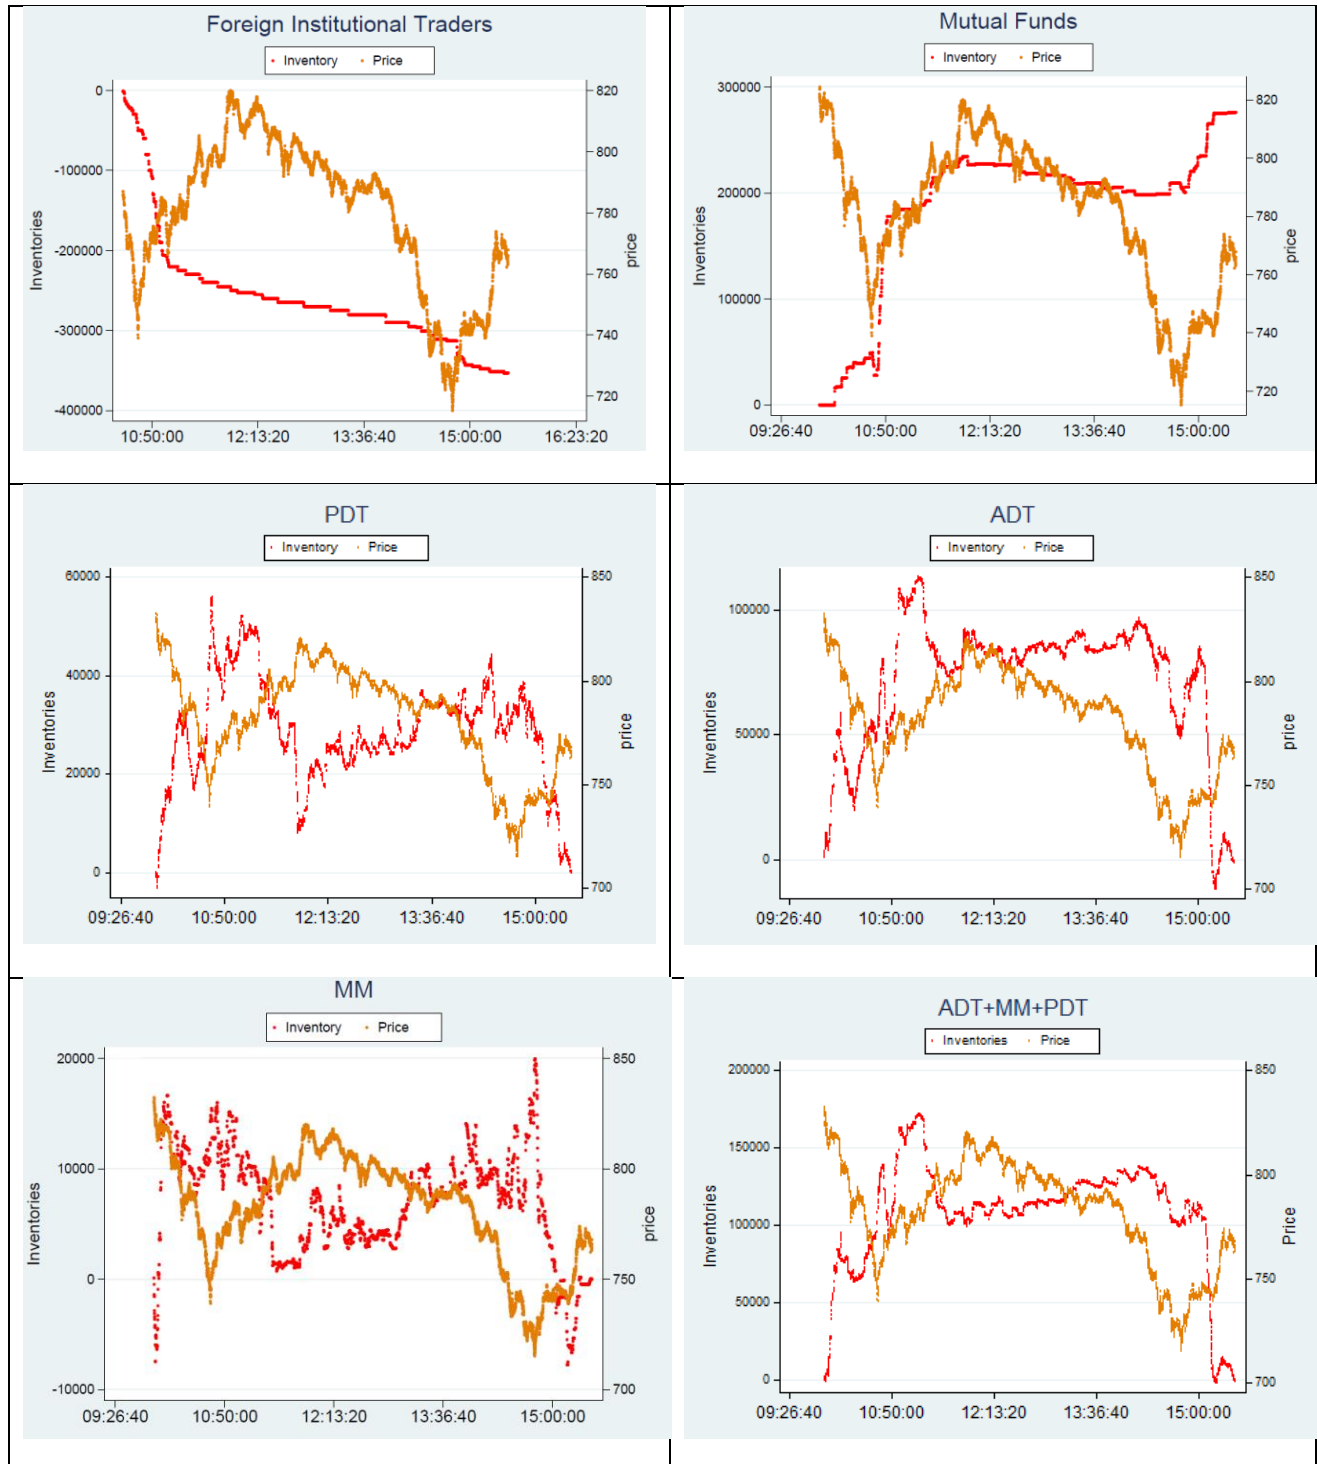 Foreign Institutional Traders
Inventory Price
0
-100000
-200000
-300000
-400000
Inventories
820
800
780
760
740
720
price
10:50:00 12:13:20 13:36:40 15:00:00 16:23:20
Mutual Funds
Inventory Price
300000
200000
100000
0
Inventories
820
800
780
760
740
720
price
09:26:40 10:50:00 12:13:20 13:36:40 15:00:00
PDT
Inventory Price
60000
40000
20000
0
Inventories
850
800
750
700
price
09:26:40 10:50:00 12:13:20 13:36:40 15:00:00
ADT
Inventory Price
100000
50000
0
Inventories
850
800
750
700
price
09:26:40 10:50:00 12:13:20 13:36:40 15:00:00
MM
Inventory Price
20000
10000
0
-10000
Inventories
850
800
750
700
price
09:26:40 10:50:00 12:13:20 13:36:40 15:00:00
ADT+MM+PDT
Inventories Price
200000
150000
100000
50000
0
Inventories
850
800
750
700
Price
09:26:40 10:50:00 12:13:20 13:36:40 15:00:00